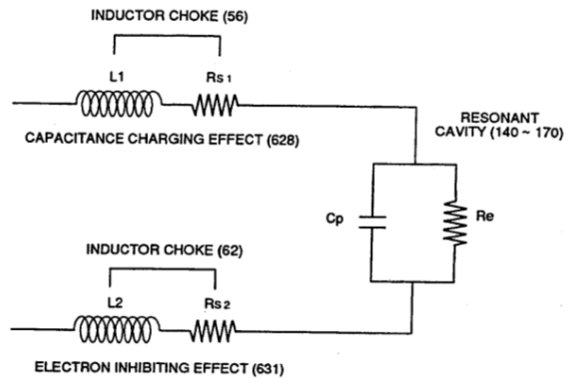 INDUCTOR CHOKE (56)
L1
Rs1
CAPACITANCE CHARGING EFFECT (628)
RESONANT
CAVITY (140 ~ 170)
Cp
Re
INDUCTOR CHOKE (62)
L2
Rs2
ELECTRON INHIBITING EFFECT (631)